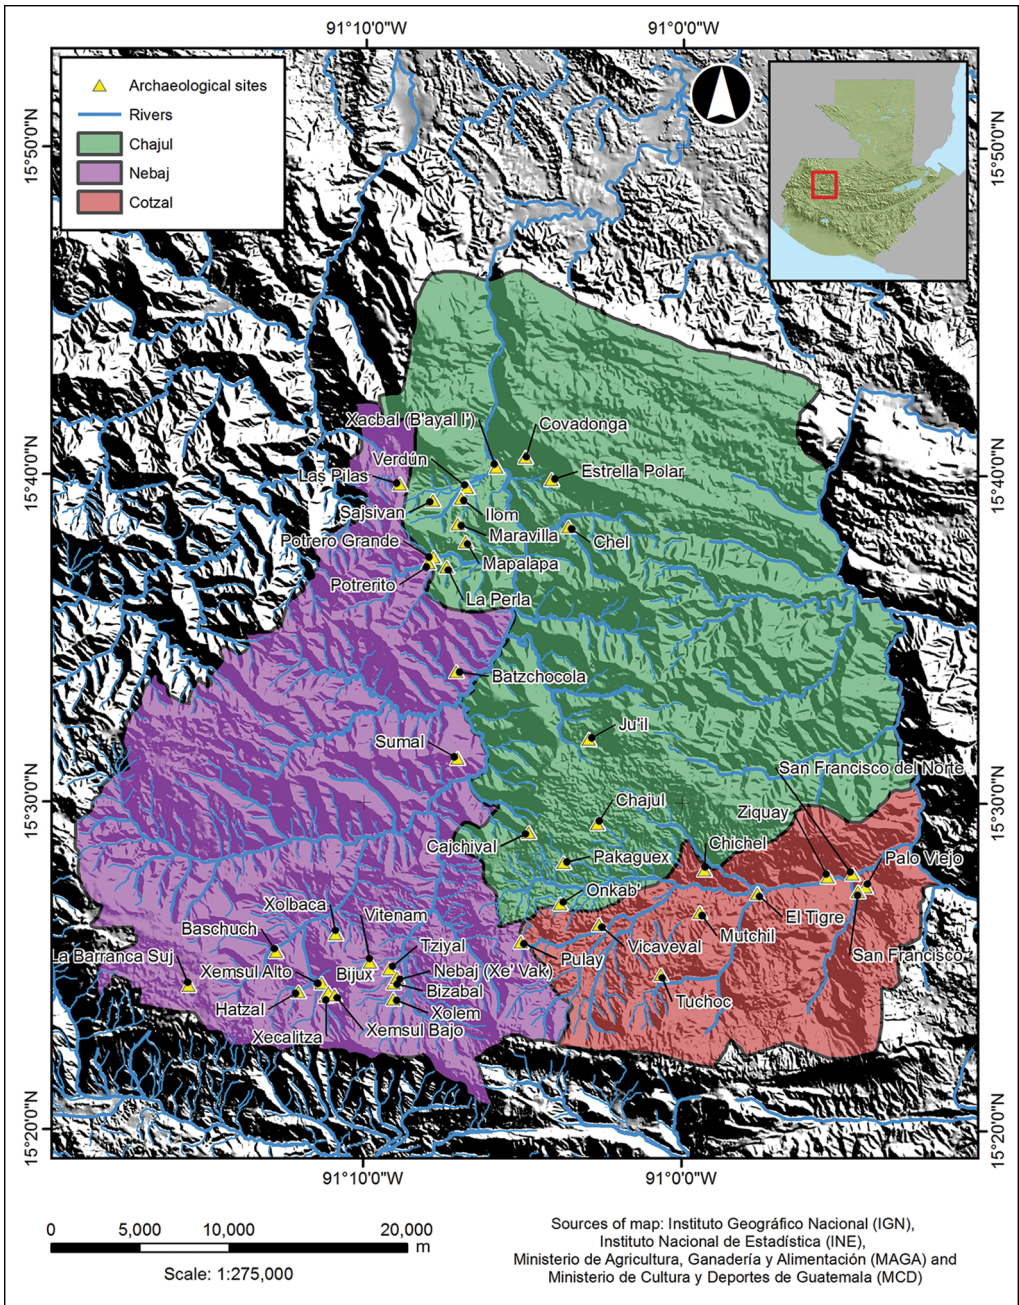 91°10'0"W
91°0'0"W
Archaeological sites
Rivers
Chajul
Nebaj
Cotzal
15°50'0"N
15°50'0"N
Xacbal (B'ayal I')
Covadonga
Verdún
Las Pilas
Estrella Polar
15°40'0"N
15°40'0"N
Sajsivan
Ilom
Maravilla
Potrero Grande
Chel
Mapalapa
Potrerito
La Perla
Batzchocola
Ju'il
Sumal
San Francisco del Norte
15°30'0"N
15°30'0"N
Chajul
Ziquay
Cajchival
Chichel
Pakaguex
Palo Viejo
Onkab'
Xolbaca
Vitenam
El Tigre
Baschuch
Mutchil
Tziyal
Vicaveval
La Barranca Suj
Pulay
San Francisco
Xemsul Alto
Bijux
Nebaj (Xe' Vak)
Bizabal
Tuchoc
Hatzal
Xolem
Xecalitza
Xemsul Bajo
15°20'0"N
15°20'0"N
91°10'0"W
91°0'0"W
0 5,000 10,000 20,000
m
Scale: 1:275,000
Sources of map: Instituto Geográfico Nacional (IGN),
Instituto Nacional de Estadística (INE),
Ministerio de Agricultura, Ganadería y Alimentación (MAGA) and
Ministerio de Cultura y Deportes de Guatemala (MCD)